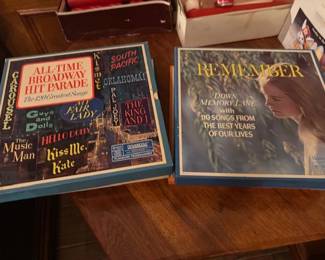 ALL-TIME
BROADWAY
HIT PARADE
The 120 Greatest Songs
CAROUSEL
Kismet
SOUTH
PACIFIC
OKLAHOMA!
Guys
and
Dolls
MY
FAIR
LADY
THE
KING
AND I
HELLO DOLLY
The
Music
Man
Kiss Me,
Kate
REMEMBER
DOWN
MEMORY LANE
with
110 SONGS FROM
THE BEST YEARS
OF OUR LIVES